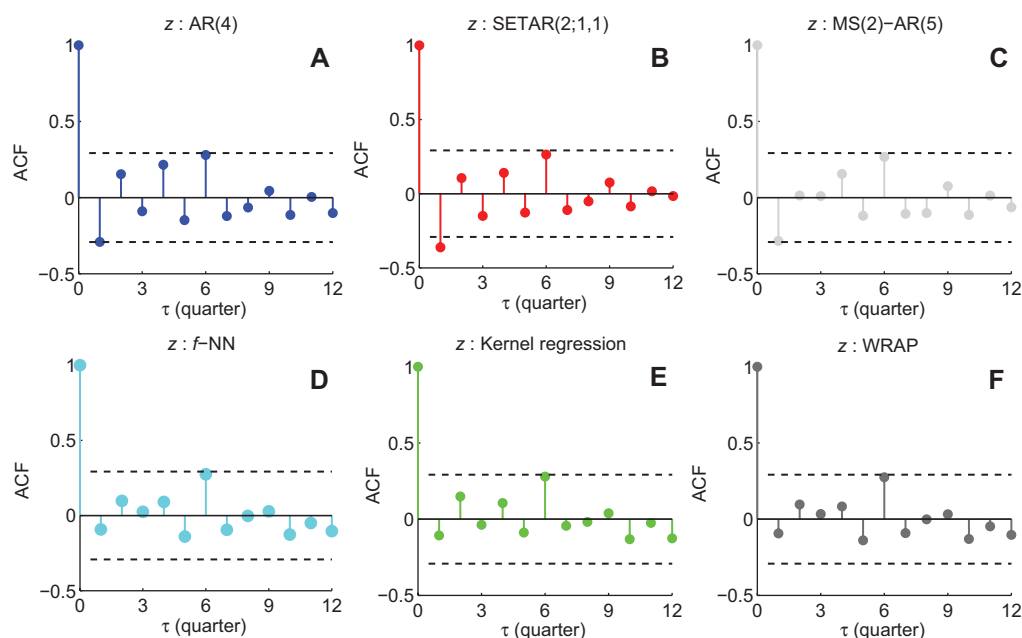 z : AR(4)
A
ACF
1
0.5
0
−0.5
0 3 6 9 12
τ (quarter)
z : SETAR(2;1,1)
B
ACF
1
0.5
0
−0.5
0 3 6 9 12
τ (quarter)
z : MS(2)−AR(5)
C
ACF
1
0.5
0
−0.5
0 3 6 9 12
τ (quarter)
z : f−NN
D
ACF
1
0.5
0
−0.5
0 3 6 9 12
τ (quarter)
z : Kernel regression
E
ACF
1
0.5
0
−0.5
0 3 6 9 12
τ (quarter)
z : WRAP
F
ACF
1
0.5
0
−0.5
0 3 6 9 12
τ (quarter)